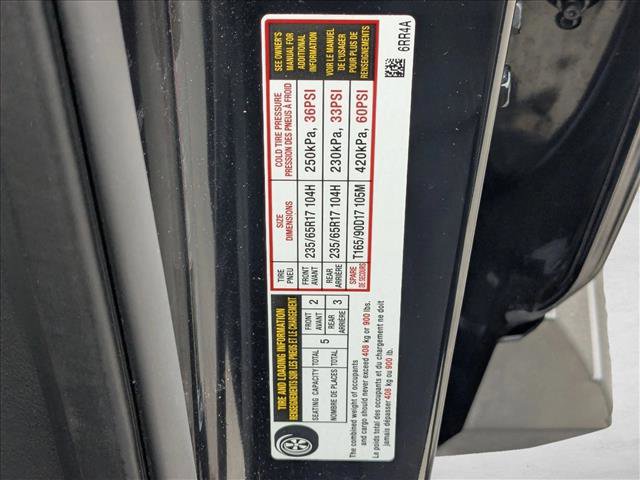 TIRE AND LOADING INFORMATION
RENSEIGNEMENTS SUR LES PNEUS ET LE CHARGEMENT
SEATING CAPACITY TOTAL 5 FRONT 2 REAR 3
NOMBRE DE PLACES TOTAL AVANT ARRIÈRE
The combined weight of occupants
and cargo should never exceed 408 kg or 900 lbs.
Le poids total des occupants et du chargement ne doit
jamais dépasser 408 kg ou 900 lb.
TIRE SIZE COLD TIRE PRESSURE
PNEU DIMENSIONS PRESSION DES PNEUS À FROID
FRONT 235/65R17 104H 250kPa, 36PSI
AVANT
REAR 235/65R17 104H 230kPa, 33PSI
ARRIÈRE
SPARE T165/90D17 105M 420kPa, 60PSI
DE SECOURS
SEE OWNER'S
MANUAL FOR
ADDITIONAL
INFORMATION
VOIR LE MANUEL
DE L'USAGER
POUR PLUS DE
RENSEIGNEMENTS
6RR4A